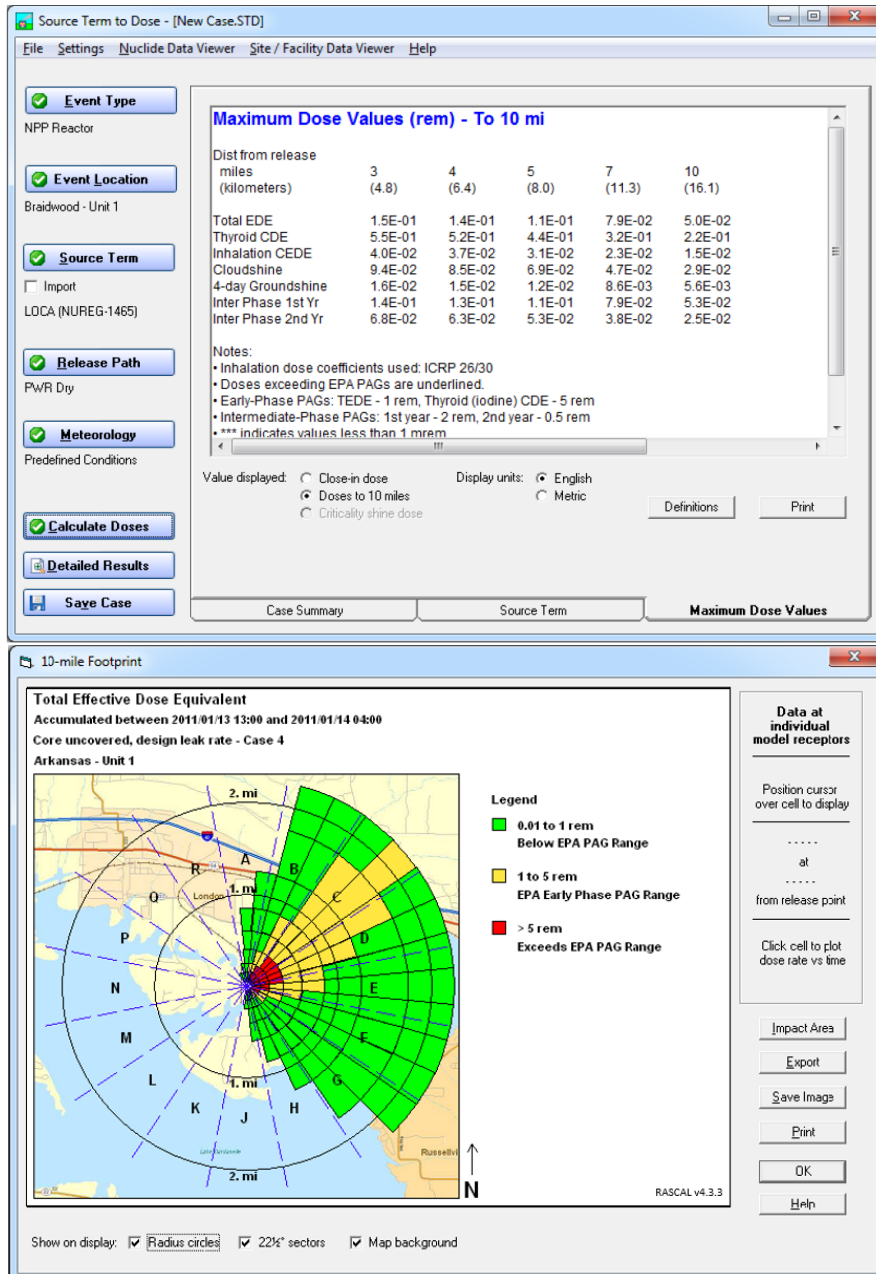 Source Term to Dose - [New Case.STD]
File Settings Nuclide Data Viewer Site / Facility Data Viewer Help
Event Type
NPP Reactor
Event Location
Braidwood - Unit 1
Source Term
Import
LOCA (NUREG-1465)
Release Path
PWR Dry
Meteorology
Predefined Conditions
Calculate Doses
Detailed Results
Save Case
Maximum Dose Values (rem) - To 10 mi
Dist from release
miles 3 4 5 7 10
(kilometers) (4.8) (6.4) (8.0) (11.3) (16.1)
Total EDE 1.5E-01 1.4E-01 1.1E-01 7.9E-02 5.0E-02
Thyroid CDE 5.5E-01 5.2E-01 4.4E-01 3.2E-01 2.2E-01
Inhalation CEDE 4.0E-02 3.7E-02 3.1E-02 2.3E-02 1.5E-02
Cloudshine 9.4E-02 8.5E-02 6.9E-02 4.7E-02 2.9E-02
4-day Groundshine 1.6E-02 1.5E-02 1.2E-02 8.6E-03 5.6E-03
Inter Phase 1st Yr 1.4E-01 1.3E-01 1.1E-01 7.9E-02 5.3E-02
Inter Phase 2nd Yr 6.8E-02 6.3E-02 5.3E-02 3.8E-02 2.5E-02
Notes:
• Inhalation dose coefficients used: ICRP 26/30
• Doses exceeding EPA PAGs are underlined.
• Early-Phase PAGs: TEDE - 1 rem, Thyroid (iodine) CDE - 5 rem
• Intermediate-Phase PAGs: 1st year - 2 rem, 2nd year - 0.5 rem
• *** indicates values less than 1 mrem
Value displayed: Close-in dose
Doses to 10 miles
Criticality shine dose
Display units: English
Metric
Definitions
Print
Case Summary
Source Term
Maximum Dose Values
10-mile Footprint
Total Effective Dose Equivalent
Accumulated between 2011/01/13 13:00 and 2011/01/14 04:00
Core uncovered, design leak rate - Case 4
Arkansas - Unit 1
2. mi
A
B
R
C
1. mi
London
Q
P
D
N
E
M
F
L
1. mi
G
K
J
H
Lake Dardanelle
Russellvi
2. mi
N
Legend
0.01 to 1 rem
Below EPA PAG Range
1 to 5 rem
EPA Early Phase PAG Range
> 5 rem
Exceeds EPA PAG Range
RASCAL v4.3.3
Data at
individual
model receptors
Position cursor
over cell to display
- - - - -
at
- - - - -
from release point
Click cell to plot
dose rate vs time
Impact Area
Export
Save Image
Print
OK
Help
Show on display: Radius circles 22½° sectors Map background